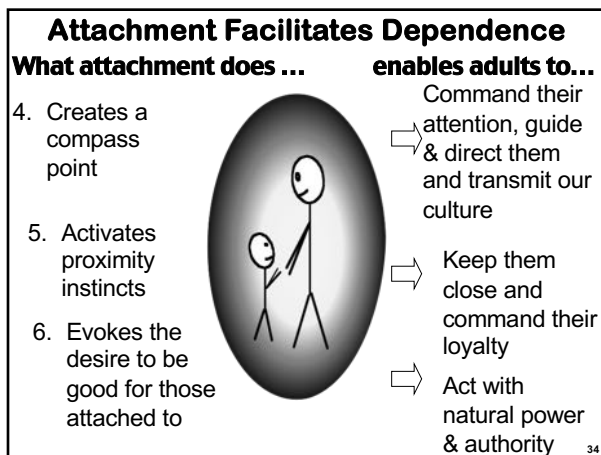 Attachment Facilitates Dependence
What attachment does ... enables adults to...
4. Creates a
compass
point
Command their
attention, guide
& direct them
and transmit our
culture
5. Activates
proximity
instincts
Keep them
close and
command their
loyalty
6. Evokes the
desire to be
good for those
attached to
Act with
natural power
& authority
34